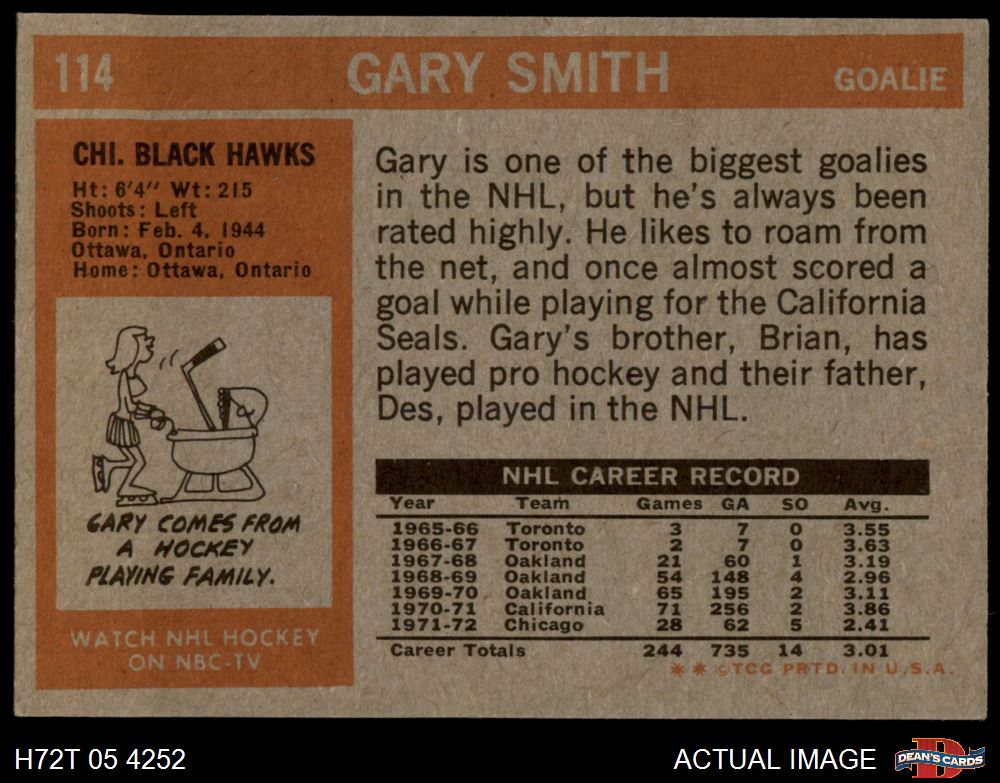 114 GARY SMITH GOALIE
CHI. BLACK HAWKS
Ht: 6'4" Wt: 215
Shoots: Left
Born: Feb. 4, 1944
Ottawa, Ontario
Home: Ottawa, Ontario
GARY COMES FROM
A HOCKEY
PLAYING FAMILY.
WATCH NHL HOCKEY
ON NBC-TV
Gary is one of the biggest goalies
in the NHL, but he's always been
rated highly. He likes to roam from
the net, and once almost scored a
goal while playing for the California
Seals. Gary's brother, Brian, has
played pro hockey and their father,
Des, played in the NHL.
NHL CAREER RECORD
Year Team Games GA SO Avg.
1965-66 Toronto 3 7 0 3.55
1966-67 Toronto 2 7 0 3.63
1967-68 Oakland 21 60 1 3.19
1968-69 Oakland 54 148 4 2.96
1969-70 Oakland 65 195 2 3.11
1970-71 California 71 256 2 3.86
1971-72 Chicago 28 62 5 2.41
Career Totals 244 735 14 3.01
** ©TCG PRTD. IN U.S.A.
H72T 05 4252 ACTUAL IMAGE
D
DEAN'S CARDS